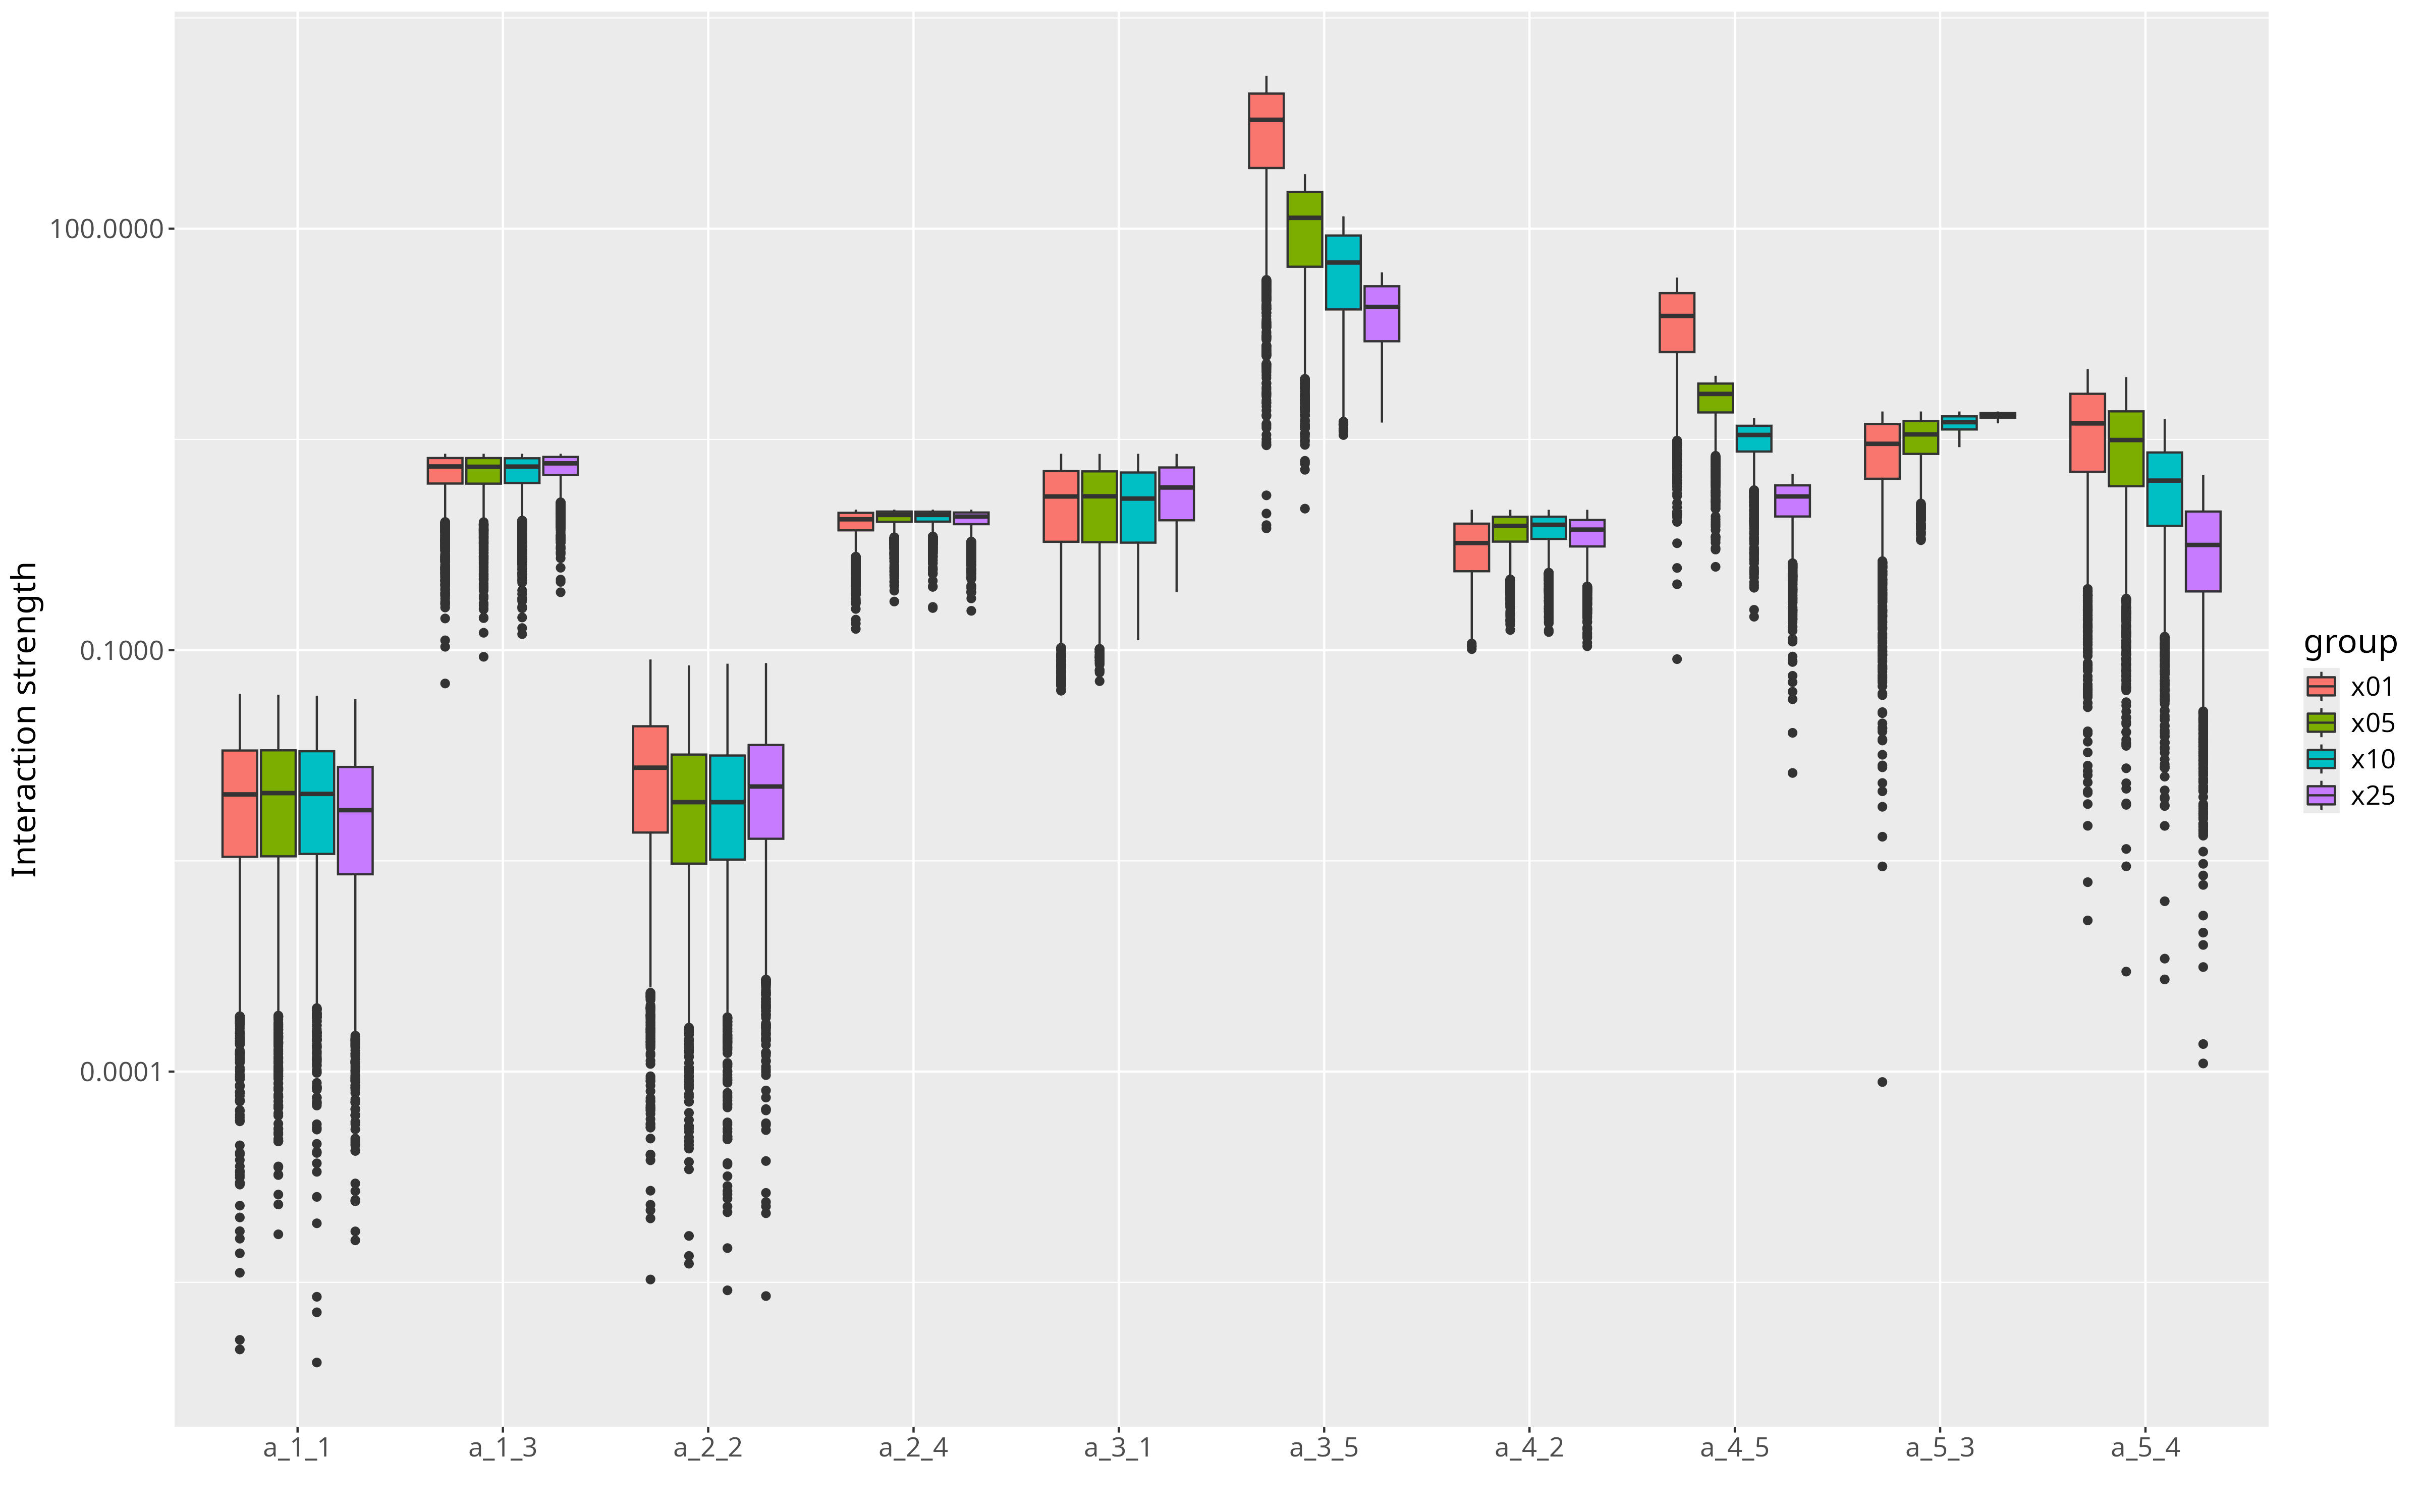 Interaction strength
100.0000
0.1000
0.0001
a_1_1
a_1_3
a_2_2
a_2_4
a_3_1
a_3_5
a_4_2
a_4_5
a_5_3
a_5_4
group
x01
x05
x10
x25